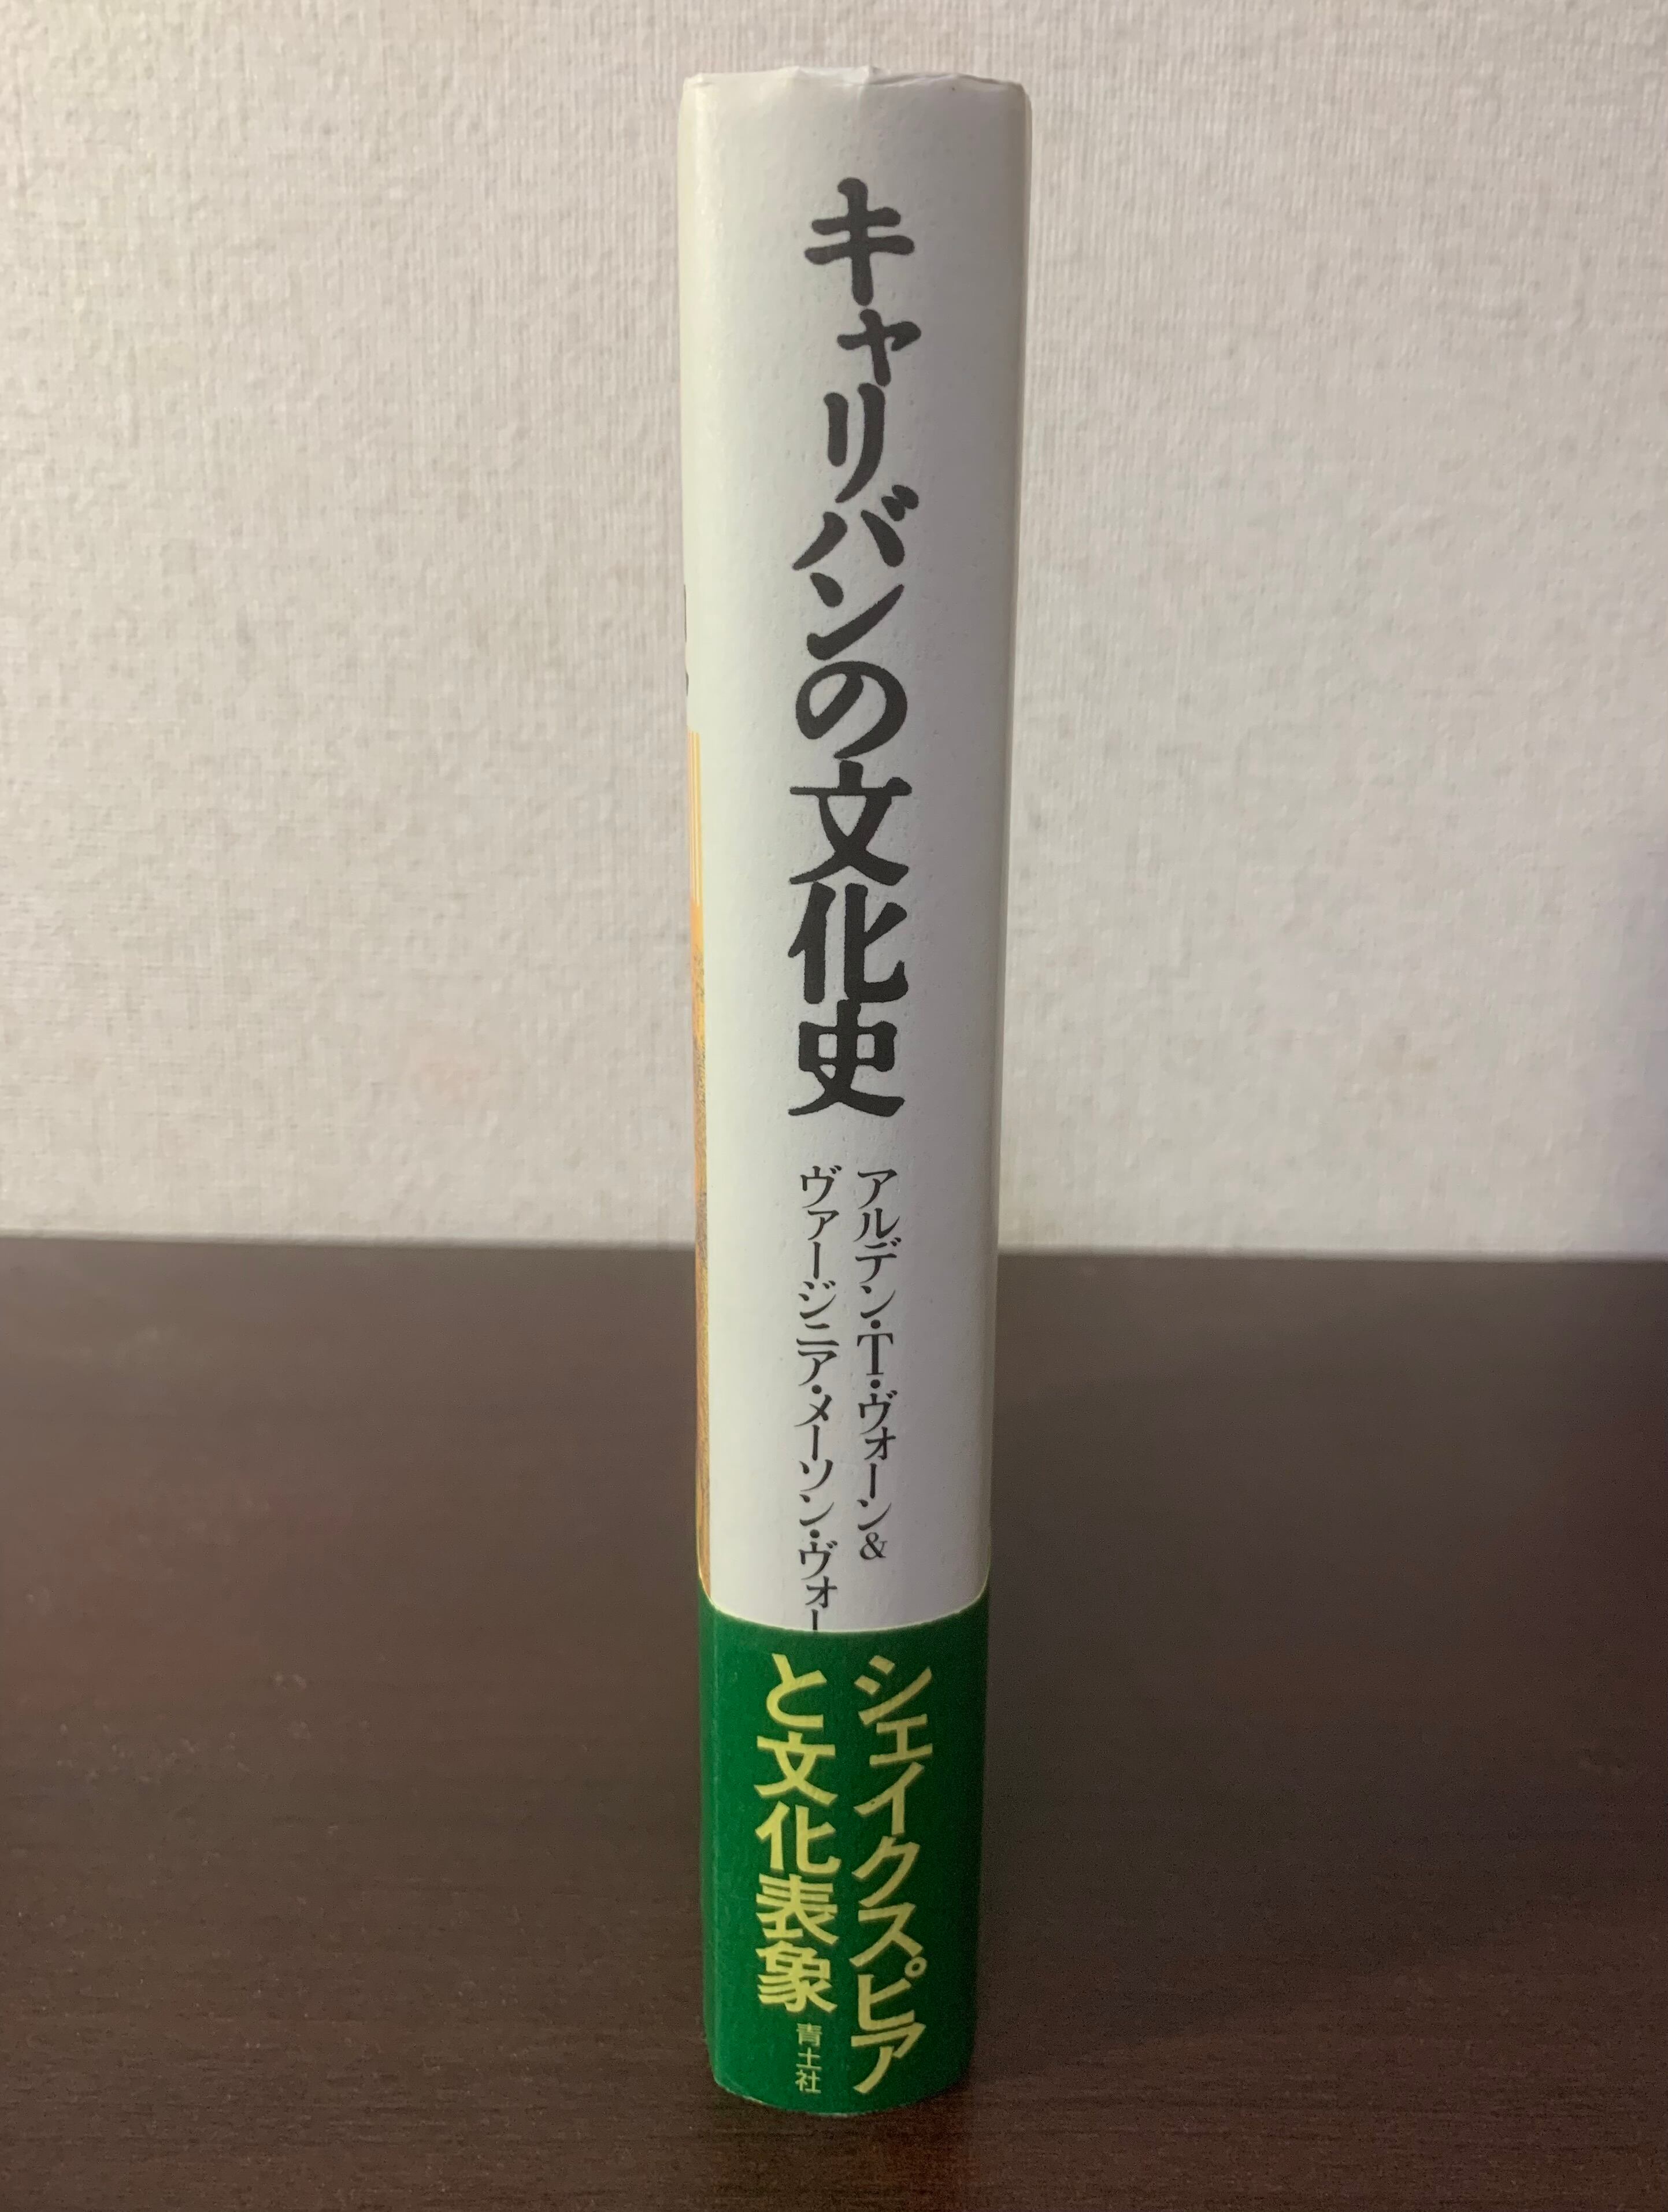 キャリバンの文化史
アルデン・T・ヴォーン&
ヴァージニア・メーソン・ヴォー
シェイクスピア
と文化表象
青土社